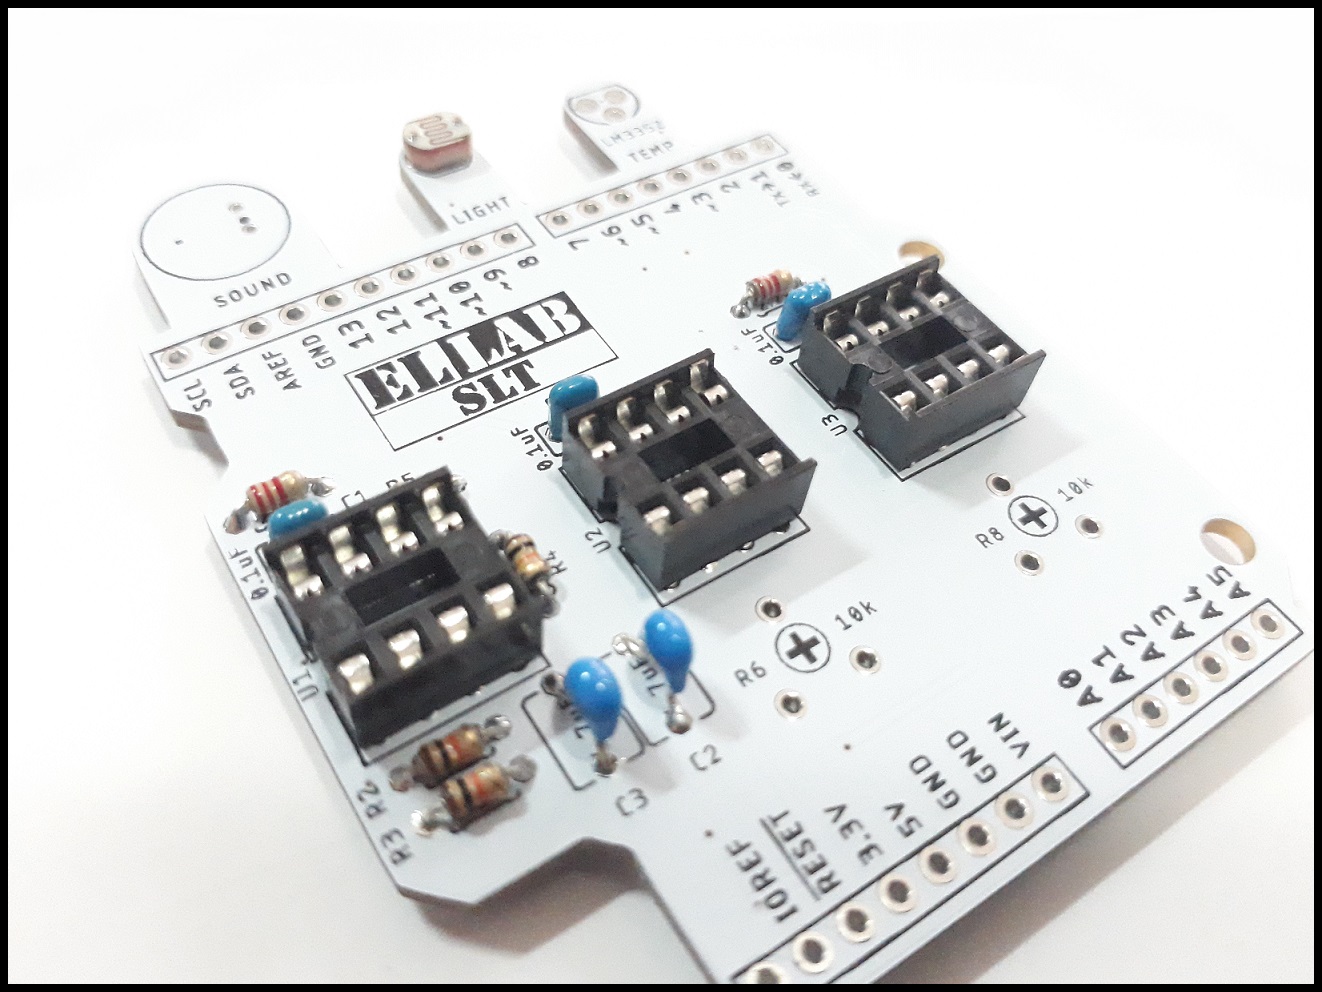 LM335Z
TEMP
LIGHT
SOUND
RX←0
TX→1
2
~3
4
~5
~6
7
8
~9
~10
~11
12
13
GND
AREF
SDA
SCL
ELLAB
SLT
0.1uF
U3
0.1uF
U2
C1 R5
0.1uF
U1
R4
10k
R8
10k
R6
7uF
7uF
C2
C3
R2
R3
A0
A1
A2
A3
A4
A5
VIN
GND
GND
5V
3.3V
RESET
IOREF